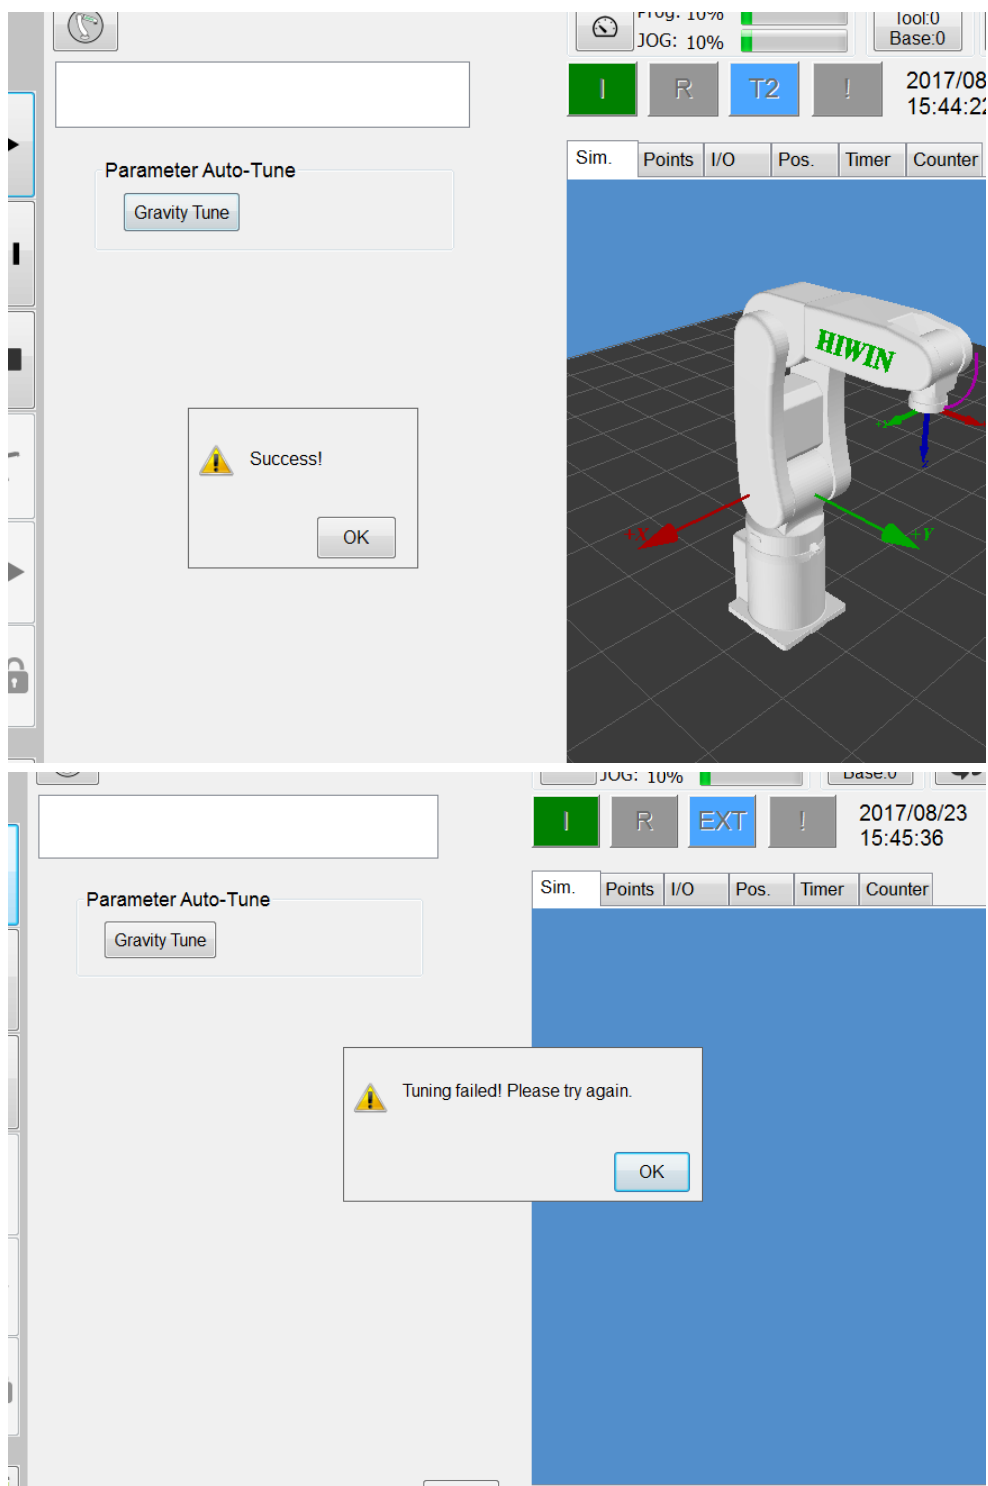 Prog: 10%
JOG: 10%
Tool:0
Base:0
I
R
T2
!
2017/08
15:44:22
Parameter Auto-Tune
Gravity Tune
Sim.
Points
I/O
Pos.
Timer
Counter
HIWIN
+X
+Y
Success!
OK
JOG: 10%
Base:0
I
R
EXT
!
2017/08/23
15:45:36
Parameter Auto-Tune
Gravity Tune
Sim.
Points
I/O
Pos.
Timer
Counter
Tuning failed! Please try again.
OK